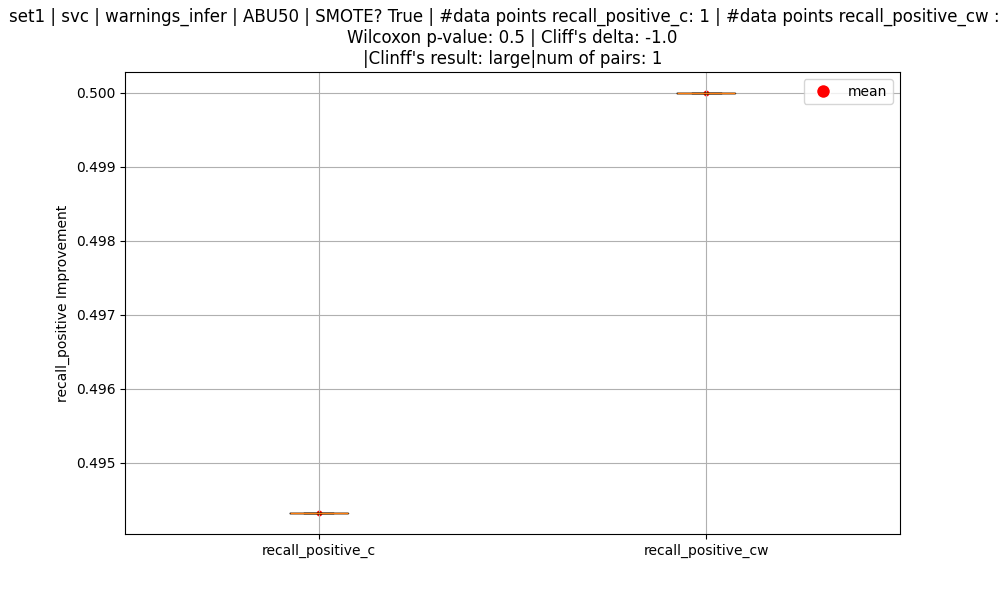 set1 | svc | warnings_infer | ABU50 | SMOTE? True | #data points recall_positive_c: 1 | #data points recall_positive_cw :
Wilcoxon p-value: 0.5 | Cliff's delta: -1.0
|Clinff's result: large|num of pairs: 1
mean
0.500
0.499
0.498
0.497
0.496
0.495
recall_positive Improvement
recall_positive_c
recall_positive_cw